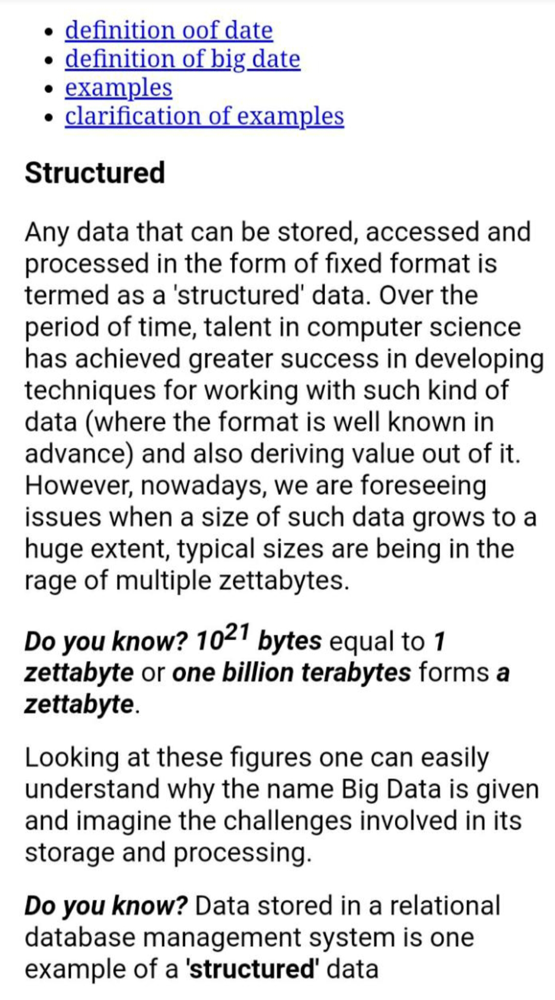 definition oof date
definition of big date
examples
clarification of examples
Structured
Any data that can be stored, accessed and
processed in the form of fixed format is
termed as a 'structured' data. Over the
period of time, talent in computer science
has achieved greater success in developing
techniques for working with such kind of
data (where the format is well known in
advance) and also deriving value out of it.
However, nowadays, we are foreseeing
issues when a size of such data grows to a
huge extent, typical sizes are being in the
rage of multiple zettabytes.
Do you know? 10²¹ bytes equal to 1
zettabyte or one billion terabytes forms a
zettabyte.
Looking at these figures one can easily
understand why the name Big Data is given
and imagine the challenges involved in its
storage and processing.
Do you know? Data stored in a relational
database management system is one
example of a 'structured' data